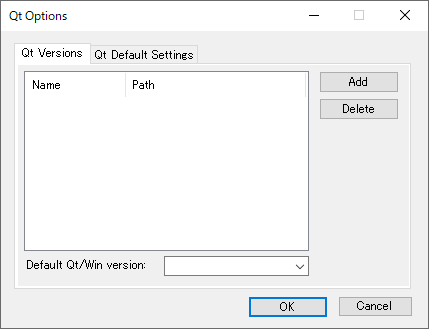 Qt Options
Qt Versions
Qt Default Settings
Name
Path
Add
Delete
Default Qt/Win version:
OK
Cancel